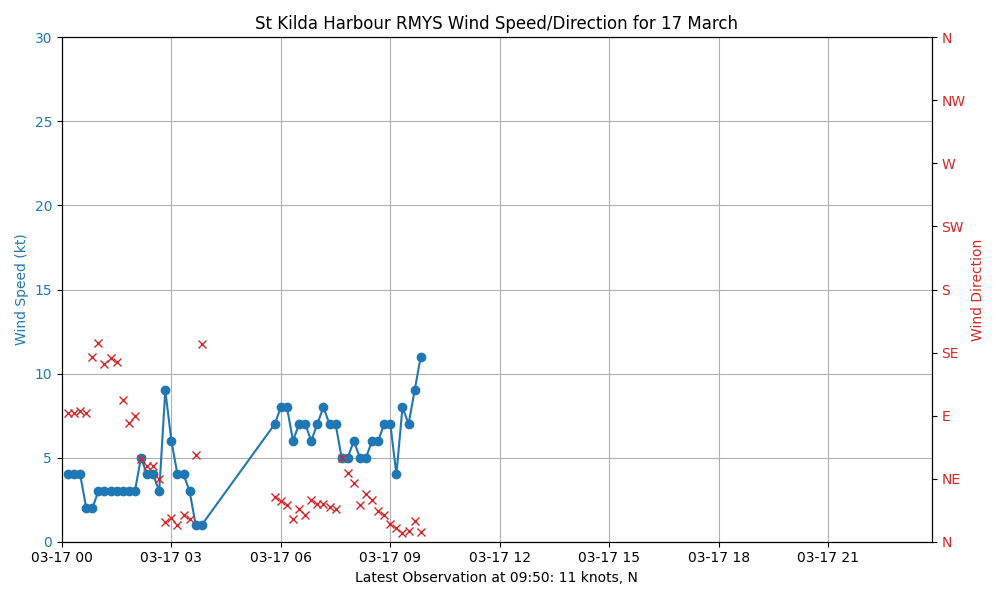 St Kilda Harbour RMYS Wind Speed/Direction for 17 March
30
25
20
15
10
5
0
Wind Speed (kt)
N
NW
W
SW
S
SE
E
NE
N
Wind Direction
03-17 00 03-17 03 03-17 06 03-17 09 03-17 12 03-17 15 03-17 18 03-17 21
Latest Observation at 09:50: 11 knots, N